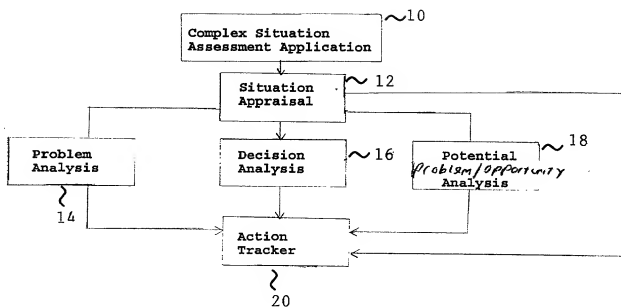 10
Complex Situation
Assessment Application
12
Situation
Appraisal
Problem
Analysis
14
Decision
Analysis
16
Potential
Problem/Opportunity
Analysis
18
Action
Tracker
20